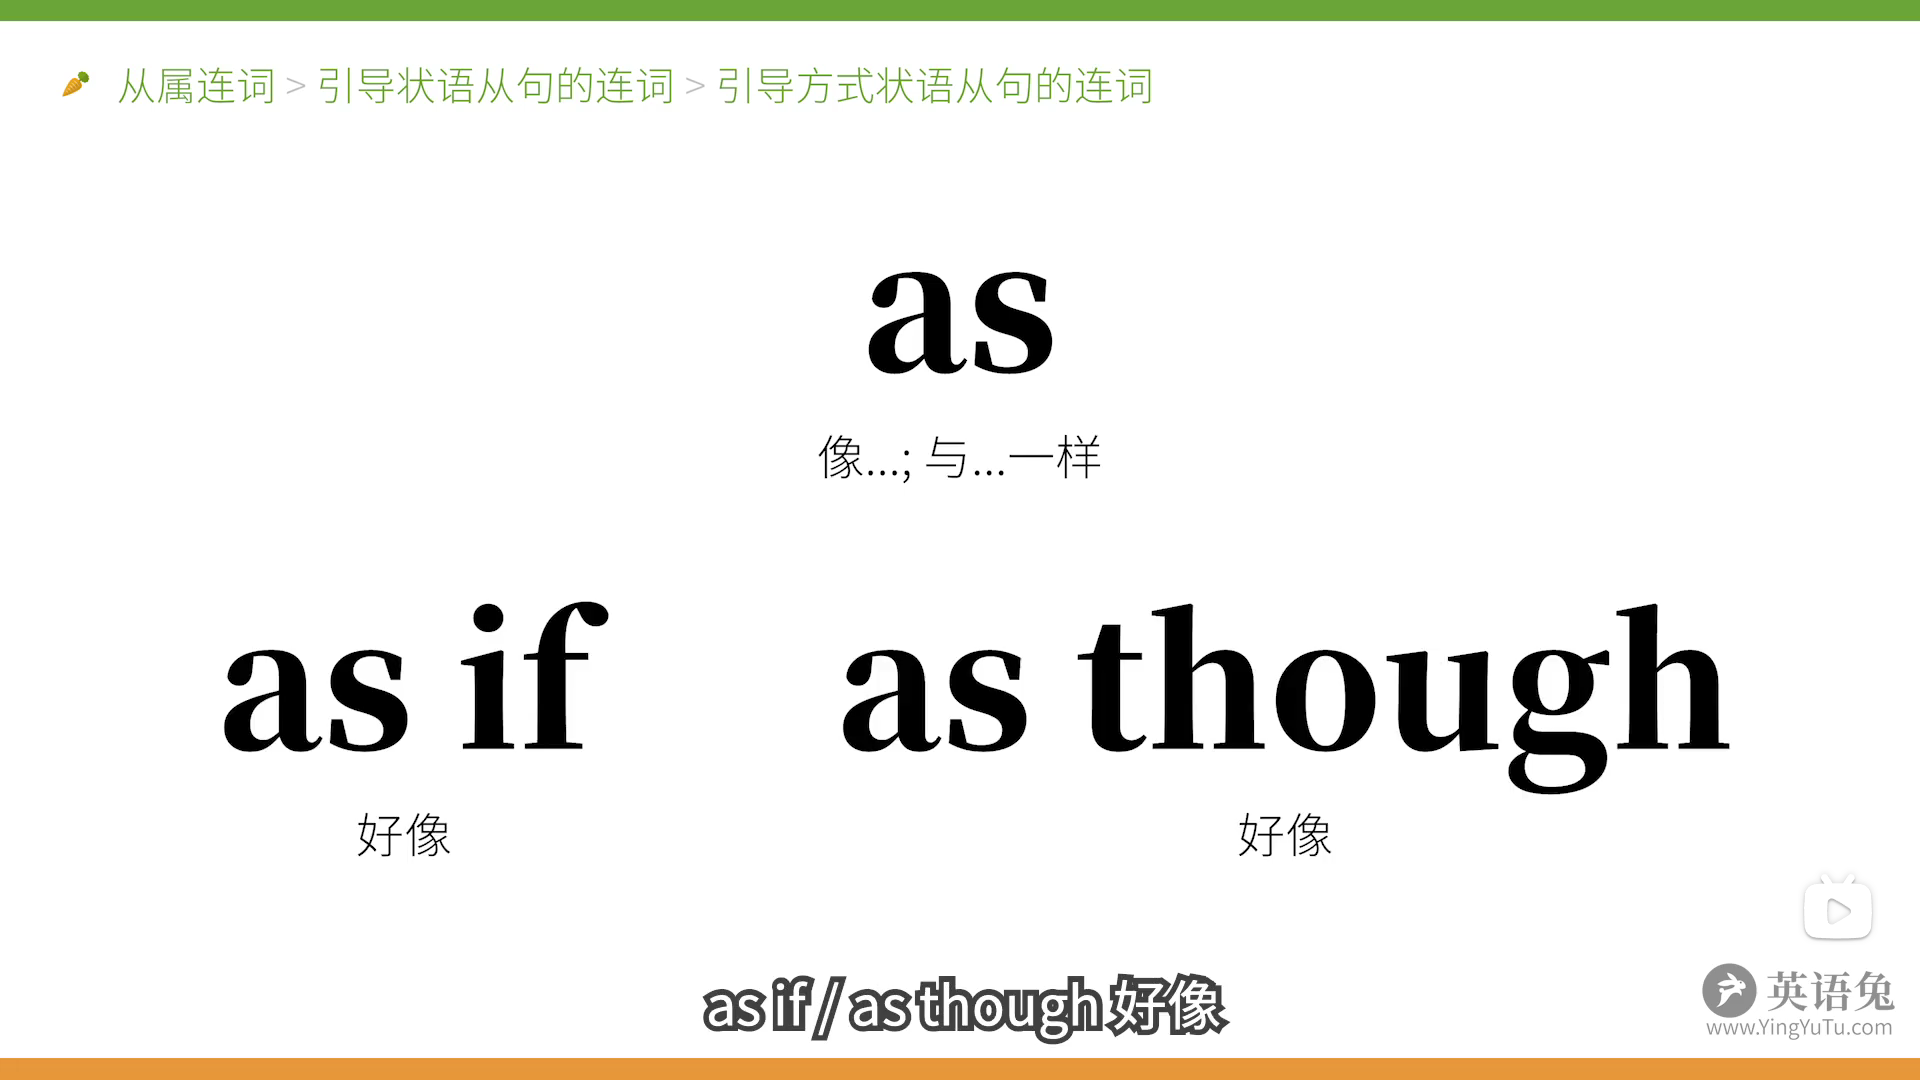 从属连词 > 引导状语从句的连词 > 引导方式状语从句的连词
as
像...; 与...一样
as if
as though
好像
好像
as if / as though 好像
英语兔
www.YingYuTu.com